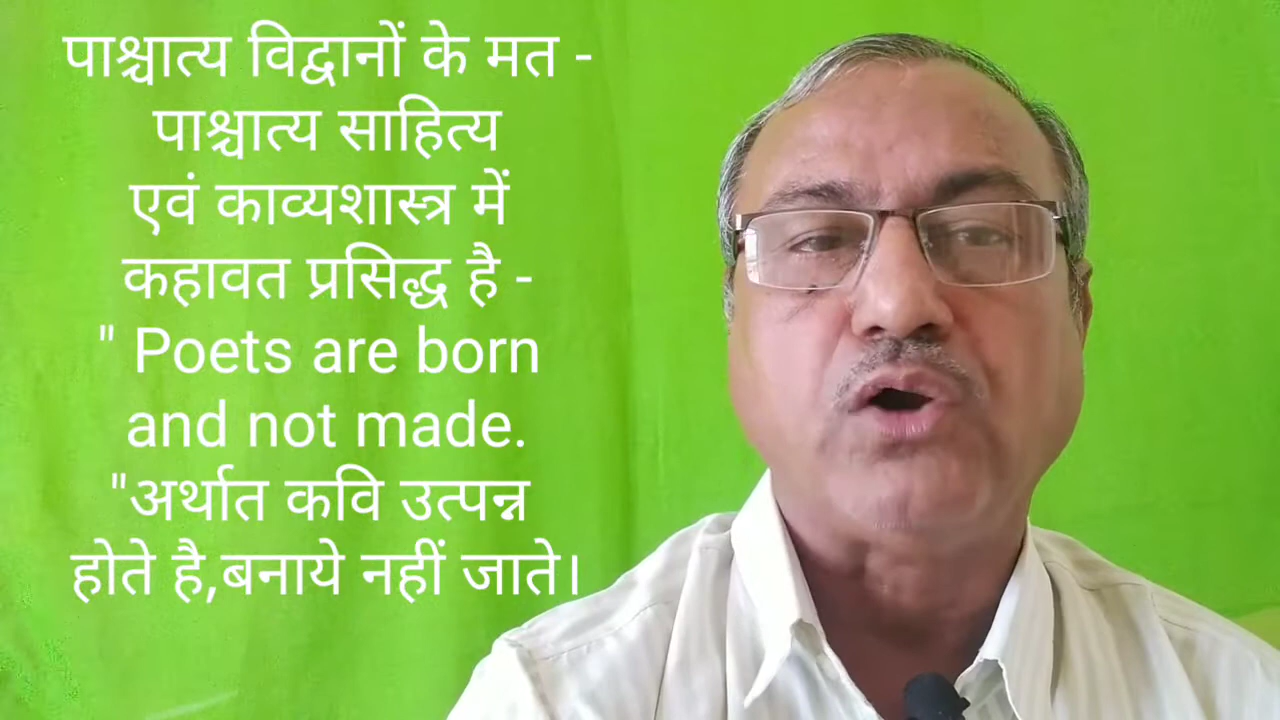 पाश्चात्य विद्वानों के मत -
पाश्चात्य साहित्य
एवं काव्यशास्त्र में
कहावत प्रसिद्ध है -
" Poets are born
and not made.
"अर्थात कवि उत्पन्न
होते है,बनाये नहीं जाते।